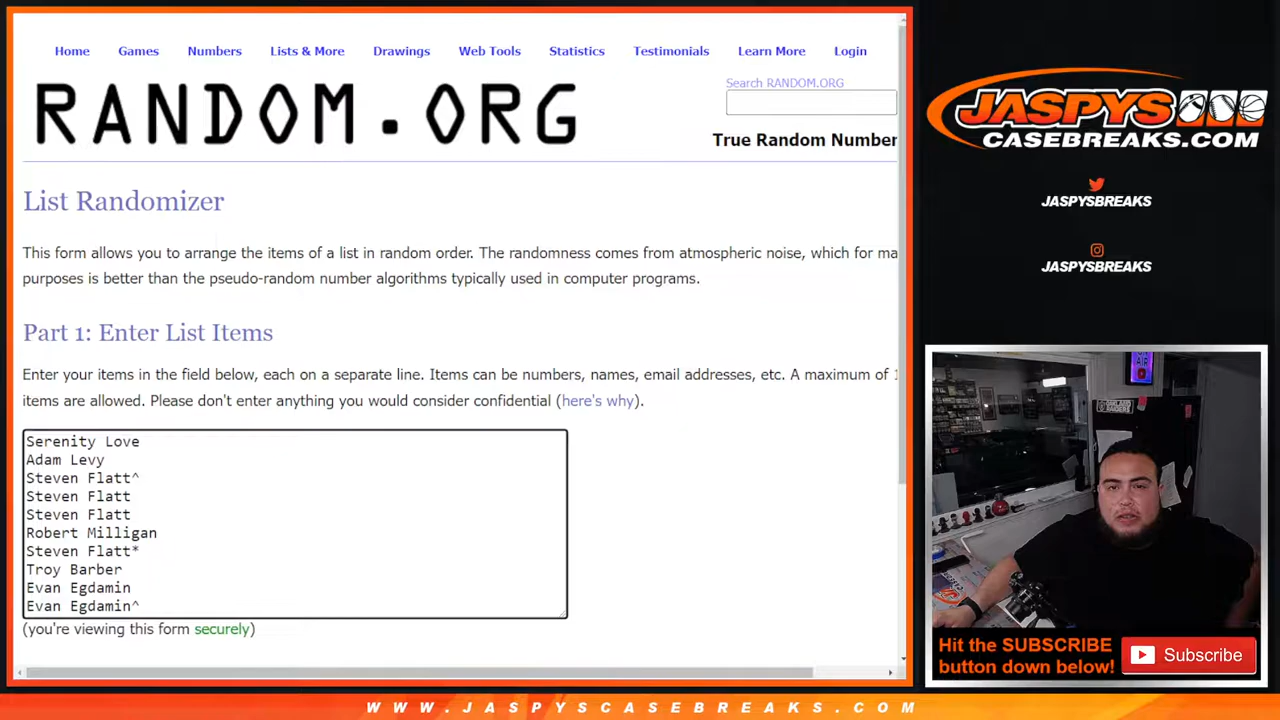 Home Games Numbers Lists & More Drawings Web Tools Statistics Testimonials Learn More Login
RANDOM.ORG
Search RANDOM.ORG
True Random Number
List Randomizer
This form allows you to arrange the items of a list in random order. The randomness comes from atmospheric noise, which for ma
purposes is better than the pseudo-random number algorithms typically used in computer programs.
Part 1: Enter List Items
Enter your items in the field below, each on a separate line. Items can be numbers, names, email addresses, etc. A maximum of 1
items are allowed. Please don't enter anything you would consider confidential (here's why).
Serenity Love
Adam Levy
Steven Flatt^
Steven Flatt
Steven Flatt
Robert Milligan
Steven Flatt*
Troy Barber
Evan Egdamin
Evan Egdamin^
(you're viewing this form securely)
JASPYS
CASEBREAKS.COM
JASPYSBREAKS
JASPYSBREAKS
Hit the SUBSCRIBE
button down below!
Subscribe
WWW.JASPYSCASEBREAKS.COM